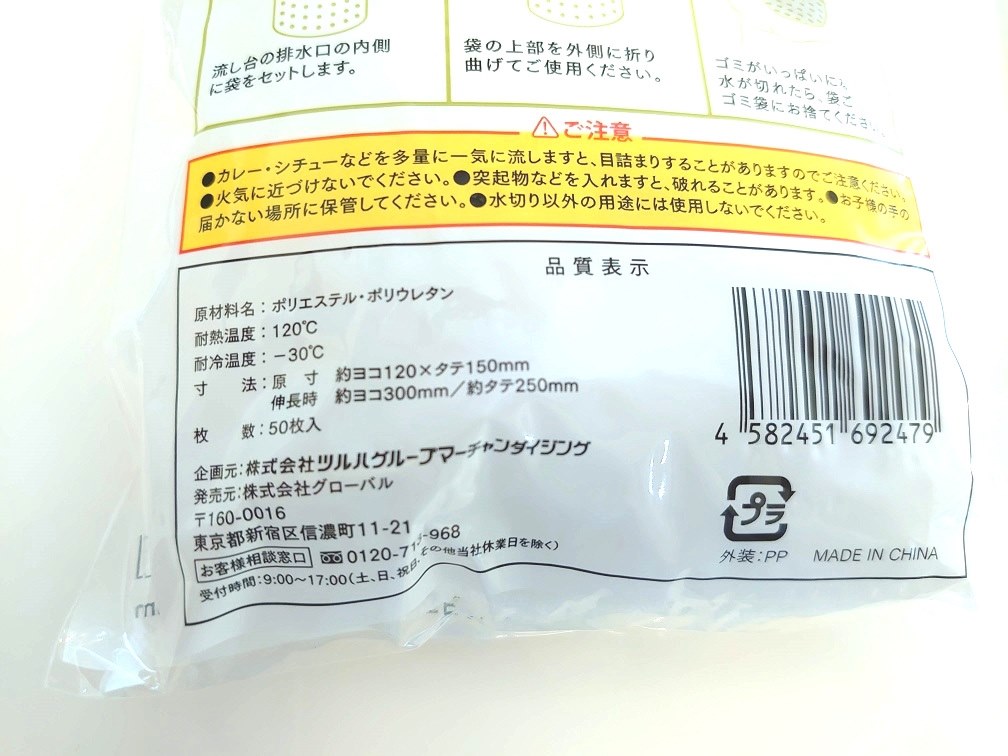 流し台の排水口の内側
に袋をセットします。
袋の上部を外側に折り
曲げてご使用ください。
ゴミがいっぱいに
水が切れたら、袋ご
ゴミ袋にお捨てください。
ご注意
●カレー・シチューなどを多量に一気に流しますと、目詰まりすることがありますのでご注意ください。
●火気に近づけないでください。●突起物などを入れますと、破れることがあります。●お子様の手の
届かない場所に保管してください。●水切り以外の用途には使用しないでください。
品質表示
原材料名：ポリエステル・ポリウレタン
耐熱温度：120℃
耐冷温度：−30℃
寸　法：原　寸　約ヨコ120×タテ150mm
伸長時　約ヨコ300mm／約タテ250mm
枚　数：50枚入
企画元：株式会社ツルハグループマーチャンダイジング
発売元：株式会社グローバル
〒160-0016
東京都新宿区信濃町11-21
お客様相談窓口 0120-71 -968
受付時間：9:00〜17:00（土、日、祝日 その他当社休業日を除く）
4 582451 692479
プラ
外装：PP MADE IN CHINA